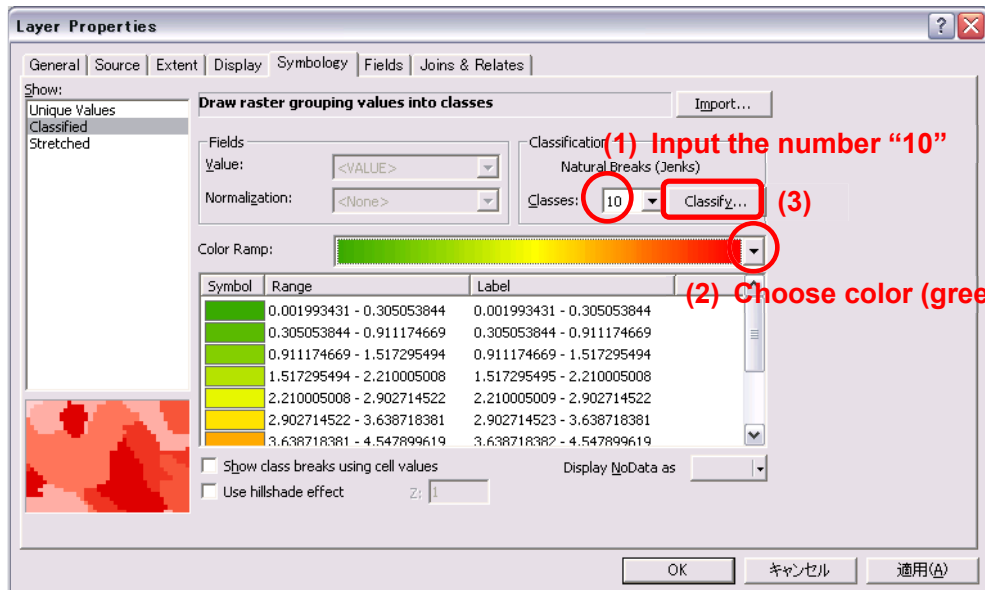 Layer Properties
General Source Extent Display Symbology Fields Joins & Relates
Show:
Unique Values
Classified
Stretched
Draw raster grouping values into classes
Import...
Fields
Value: <VALUE>
Normalization: <None>
Classification
(1) Input the number “10”
Natural Breaks (Jenks)
Classes: 10 Classify... (3)
Color Ramp:
(2) Choose color (gree
Symbol Range Label
0.001993431 - 0.305053844 0.001993431 - 0.305053844
0.305053844 - 0.911174669 0.305053844 - 0.911174669
0.911174669 - 1.517295494 0.911174669 - 1.517295494
1.517295494 - 2.210005008 1.517295495 - 2.210005008
2.210005008 - 2.902714522 2.210005009 - 2.902714522
2.902714522 - 3.638718381 2.902714523 - 3.638718381
3.638718381 - 4.547899619 3.638718382 - 4.547899619
Show class breaks using cell values
Display NoData as
Use hillshade effect Z: 1
OK キャンセル 適用(A)